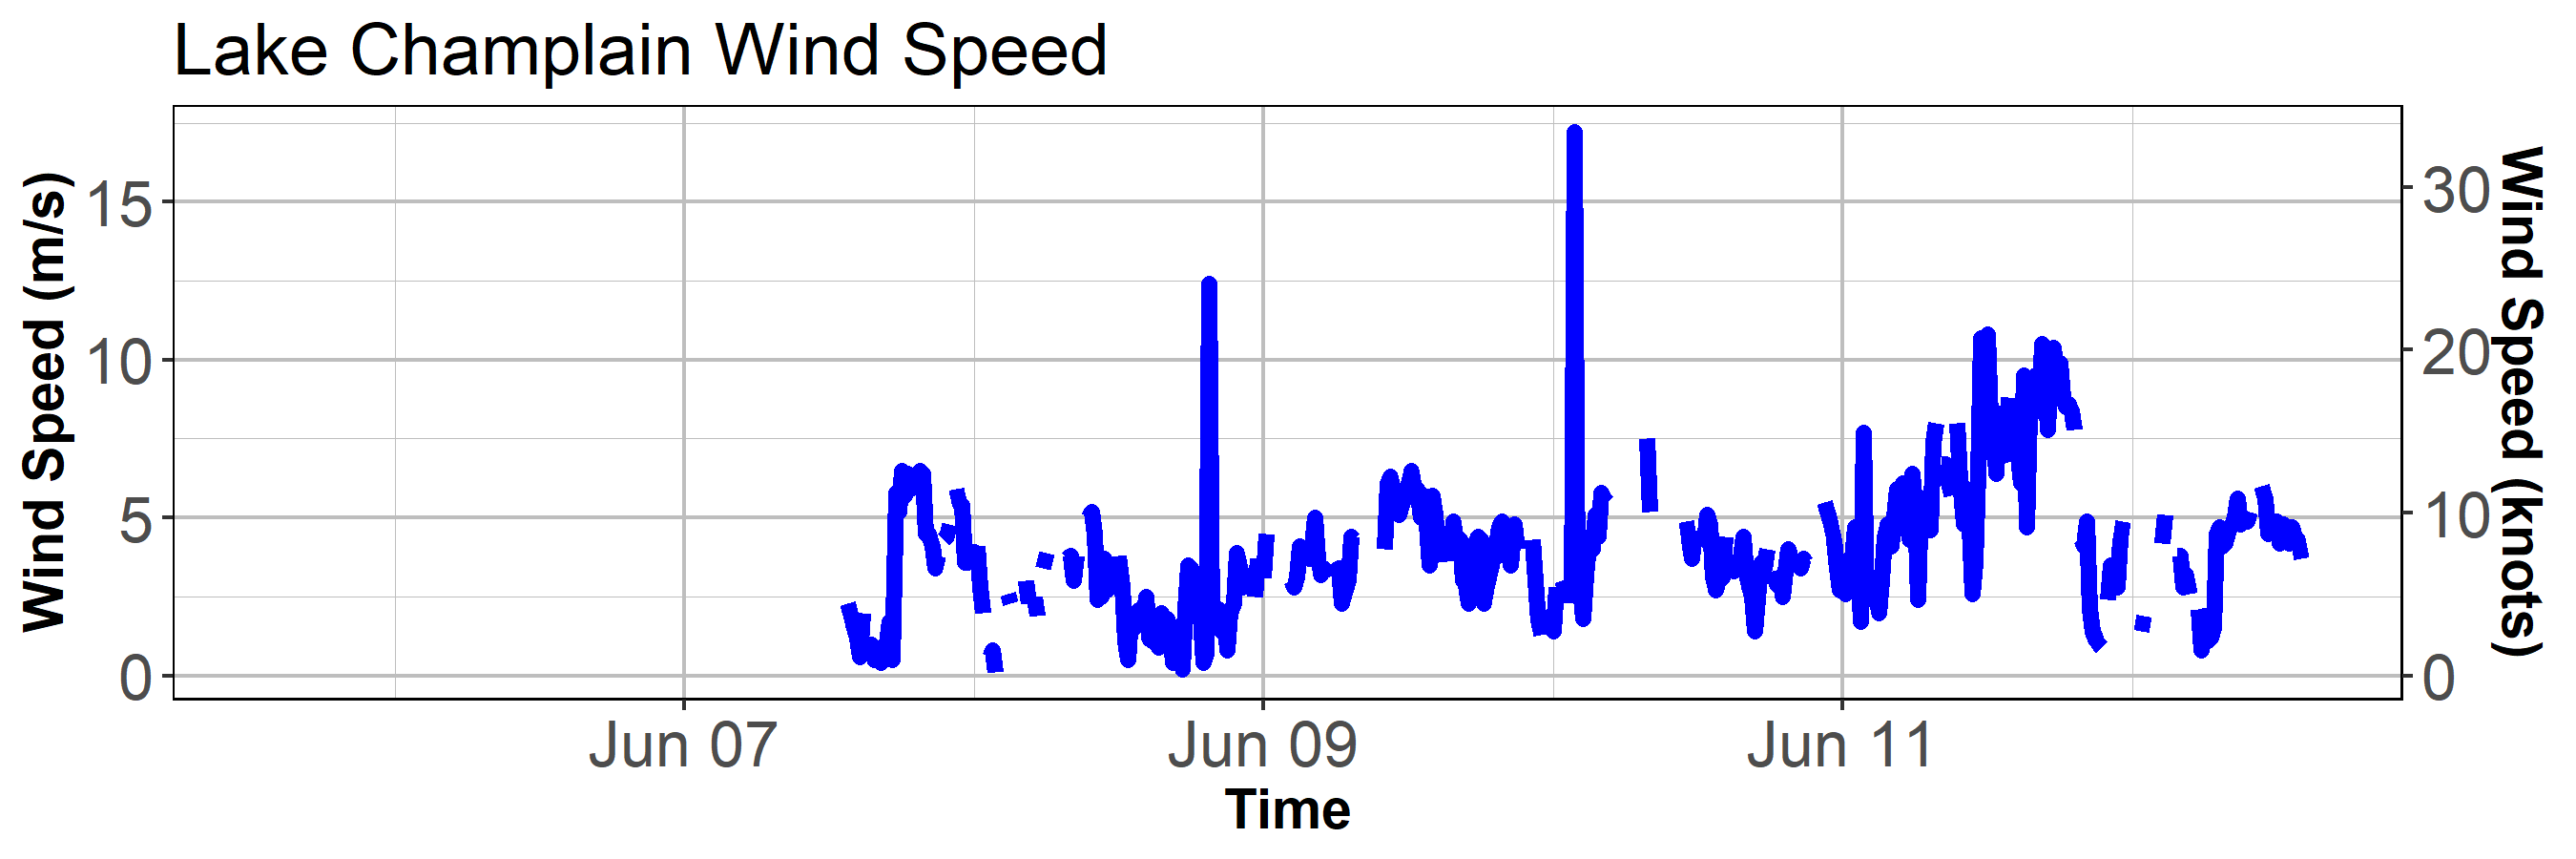 Lake Champlain Wind Speed
Wind Speed (m/s)
15
10
5
0
30
20
10
0
Wind Speed (knots)
Jun 07
Jun 09
Jun 11
Time